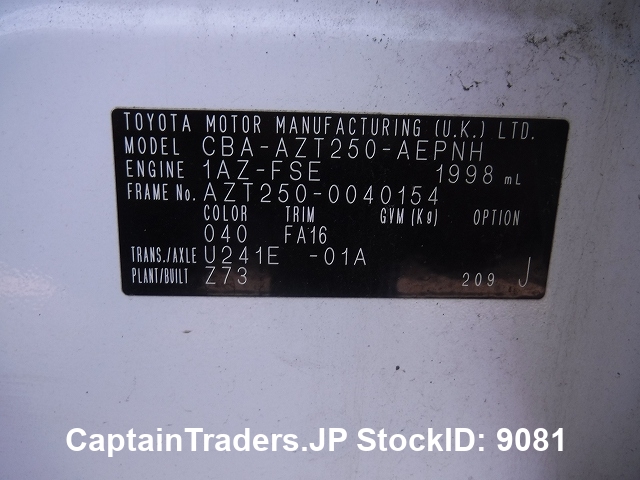 TOYOTA MOTOR MANUFACTURING (U.K.) LTD.
MODEL CBA-AZT250-AEPNH
ENGINE 1AZ-FSE 1998 mL
FRAME No. AZT250-0040154
COLOR TRIM GVM (Kg) OPTION
040 FA16
TRANS./AXLE U241E -01A
PLANT/BUILT Z73 209 J
CaptainTraders.JP StockID: 9081